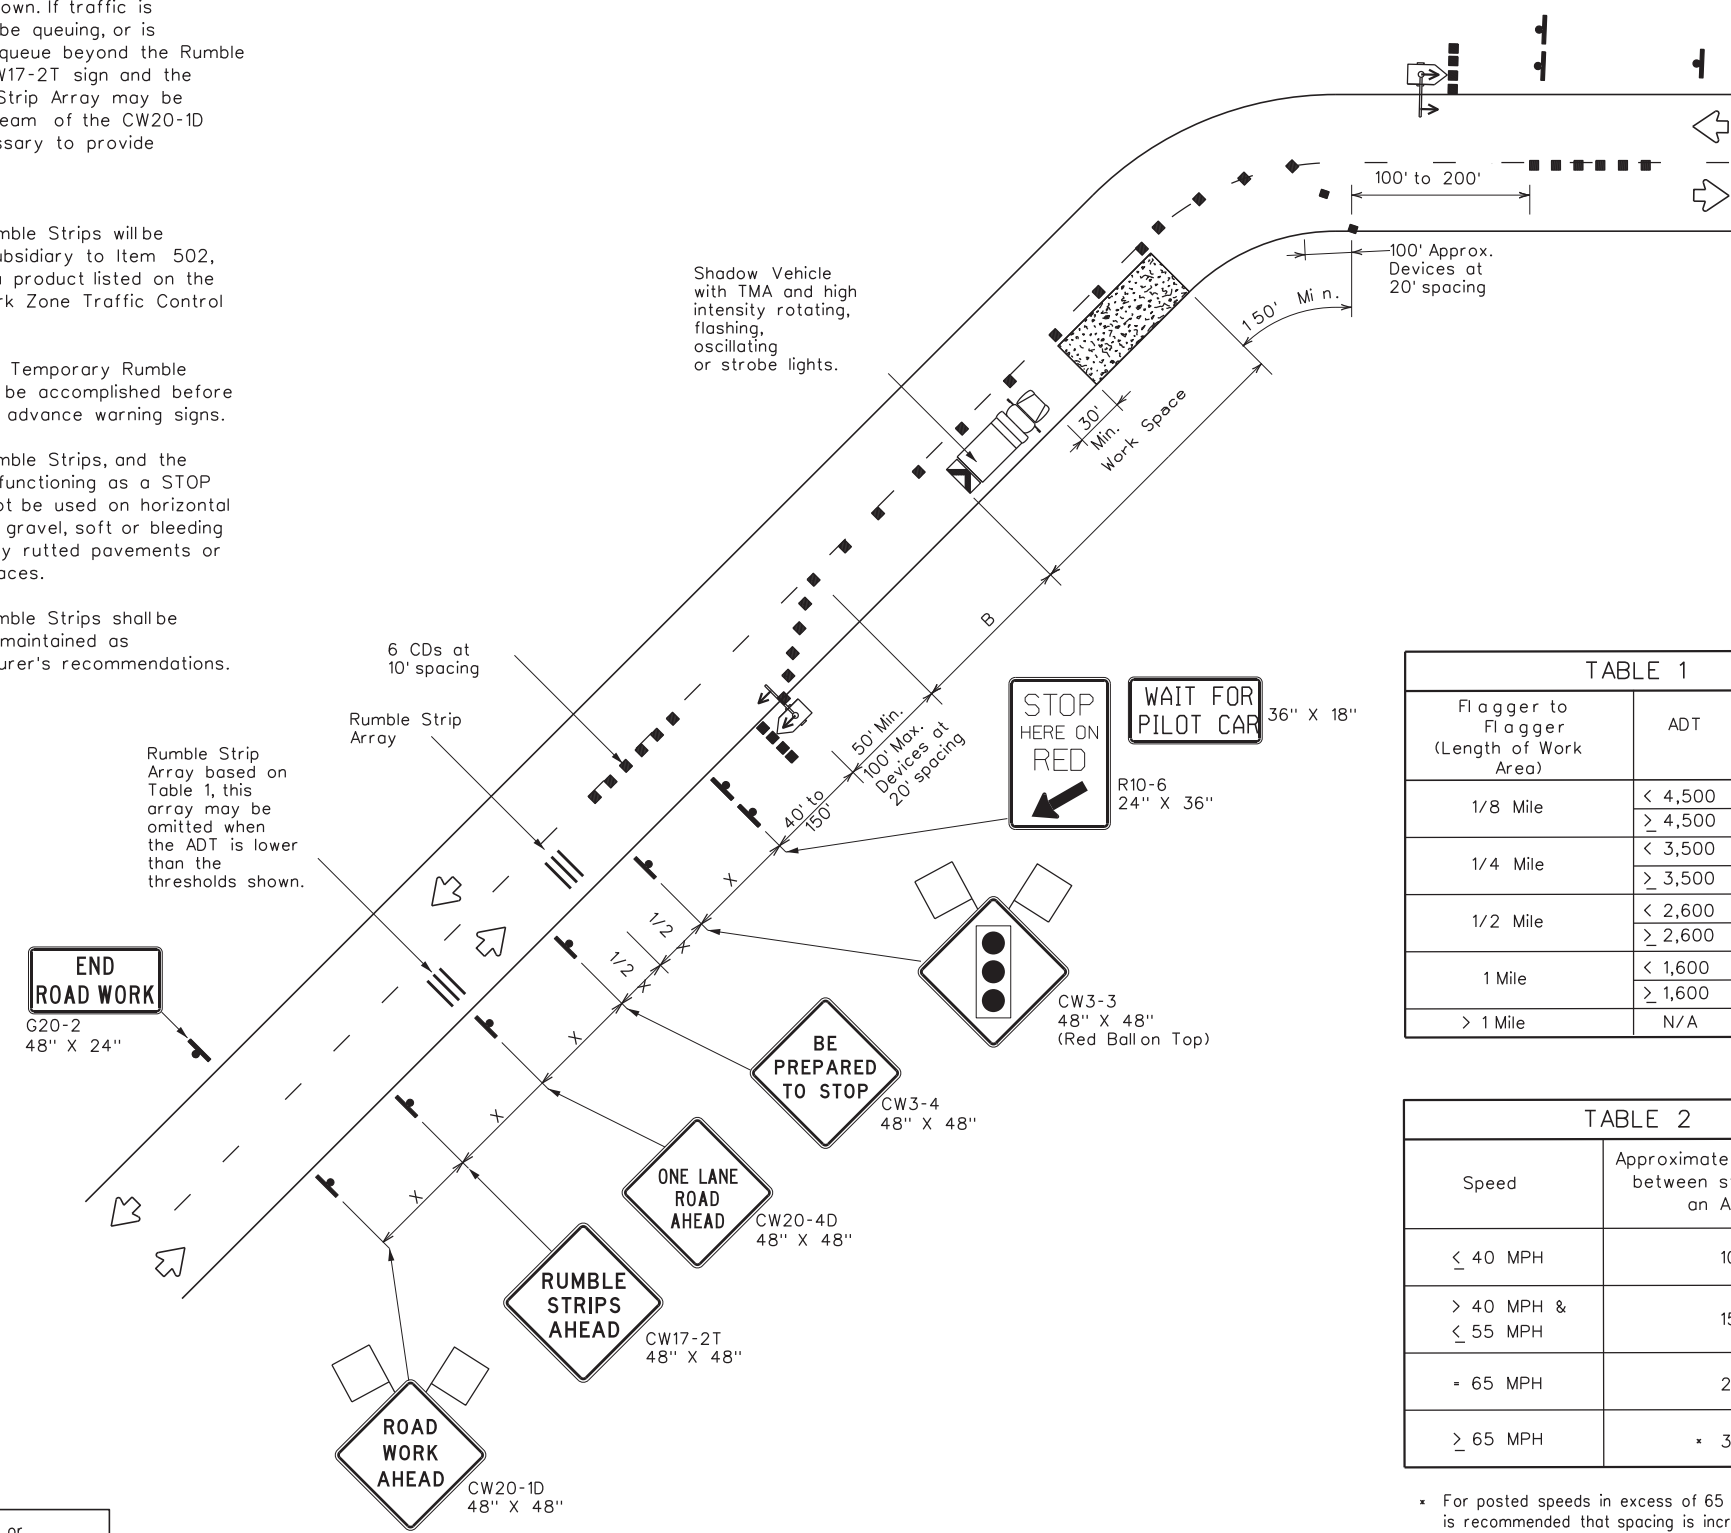 own. If traffic is
be queuing, or is
queue beyond the Rumble
W17-2T sign and the
Strip Array may be
eam of the CW20-1D
ssary to provide
mble Strips will be
ubsidiary to Item 502,
a product listed on the
rk Zone Traffic Control
Temporary Rumble
be accomplished before
advance warning signs.
umble Strips, and the
functioning as a STOP
ot be used on horizontal
gravel, soft or bleeding
y rutted pavements or
aces.
mble Strips shall be
maintained as
urer's recommendations.
100' to 200'
100' Approx.
Devices at
20' spacing
150' Min.
Shadow Vehicle
with TMA and high
intensity rotating,
flashing,
oscillating
or strobe lights.
30'
Min.
Work Space
B
50' Min.
100' Max.
Devices at
20' spacing
40' to
150'
6 CDs at
10' spacing
Rumble Strip
Array
Rumble Strip
Array based on
Table 1, this
array may be
omitted when
the ADT is lower
than the
thresholds shown.
STOP
HERE ON
RED
R10-6
24" X 36"
WAIT FOR
PILOT CAR
36" X 18"
X
1/2
X
1/2
X
X
X
X
END
ROAD WORK
G20-2
48" X 24"
CW3-3
48" X 48"
(Red Ball on Top)
BE
PREPARED
TO STOP
CW3-4
48" X 48"
ONE LANE
ROAD
AHEAD
CW20-4D
48" X 48"
RUMBLE
STRIPS
AHEAD
CW17-2T
48" X 48"
ROAD
WORK
AHEAD
CW20-1D
48" X 48"
or
TABLE 1
Flagger to
Flagger
(Length of Work
Area)
ADT
1/8 Mile
< 4,500
≥ 4,500
1/4 Mile
< 3,500
≥ 3,500
1/2 Mile
< 2,600
≥ 2,600
1 Mile
< 1,600
≥ 1,600
> 1 Mile
N/A
TABLE 2
Speed
Approximate
between s
an A
≤ 40 MPH
10
> 40 MPH &
≤ 55 MPH
15
= 65 MPH
2
≥ 65 MPH
* 3
* For posted speeds in excess of 65
is recommended that spacing is incr